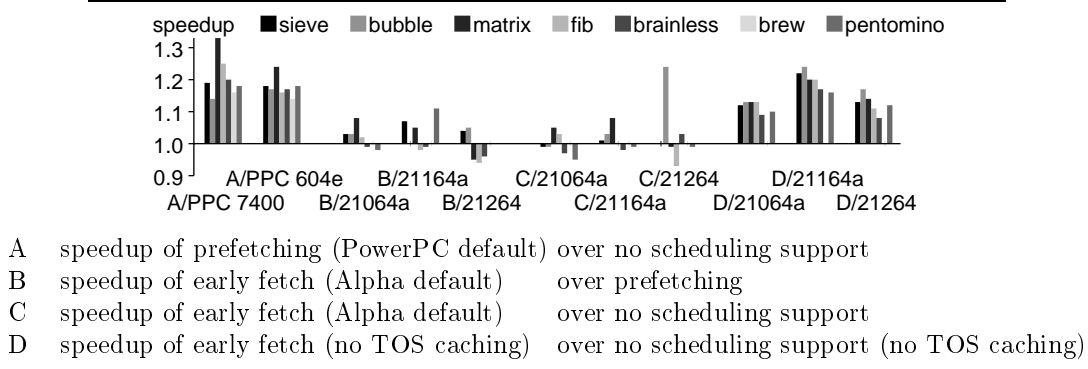 speedup sieve bubble matrix fib brainless brew pentomino
1.3
1.2
1.1
1.0
0.9
A/PPC 604e B/21164a C/21064a C/21264 D/21164a
A/PPC 7400 B/21064a B/21264 C/21164a D/21064a D/21264
A speedup of prefetching (PowerPC default) over no scheduling support
B speedup of early fetch (Alpha default) over prefetching
C speedup of early fetch (Alpha default) over no scheduling support
D speedup of early fetch (no TOS caching) over no scheduling support (no TOS caching)